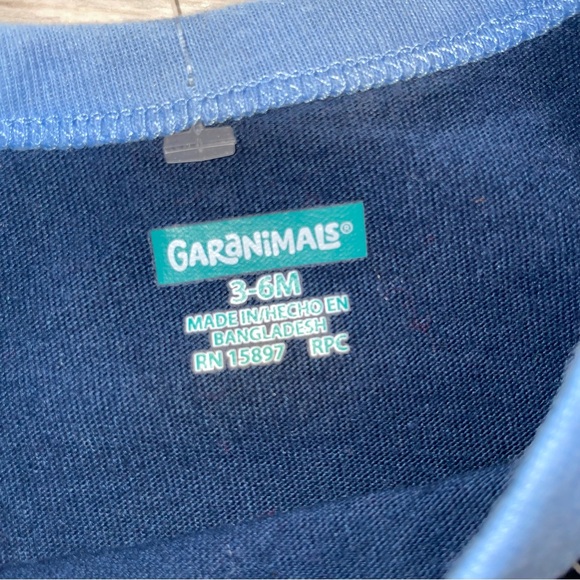 GARANiMALS®
3-6M
MADE IN/HECHO EN
BANGLADESH
RN 15897 RPC